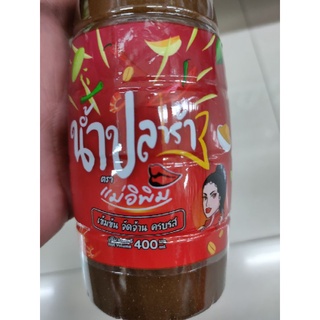 น้ำปลาร้า
ตรา
แม่อิพิม
เข้มข้น จัดจ้าน ครบรส
400